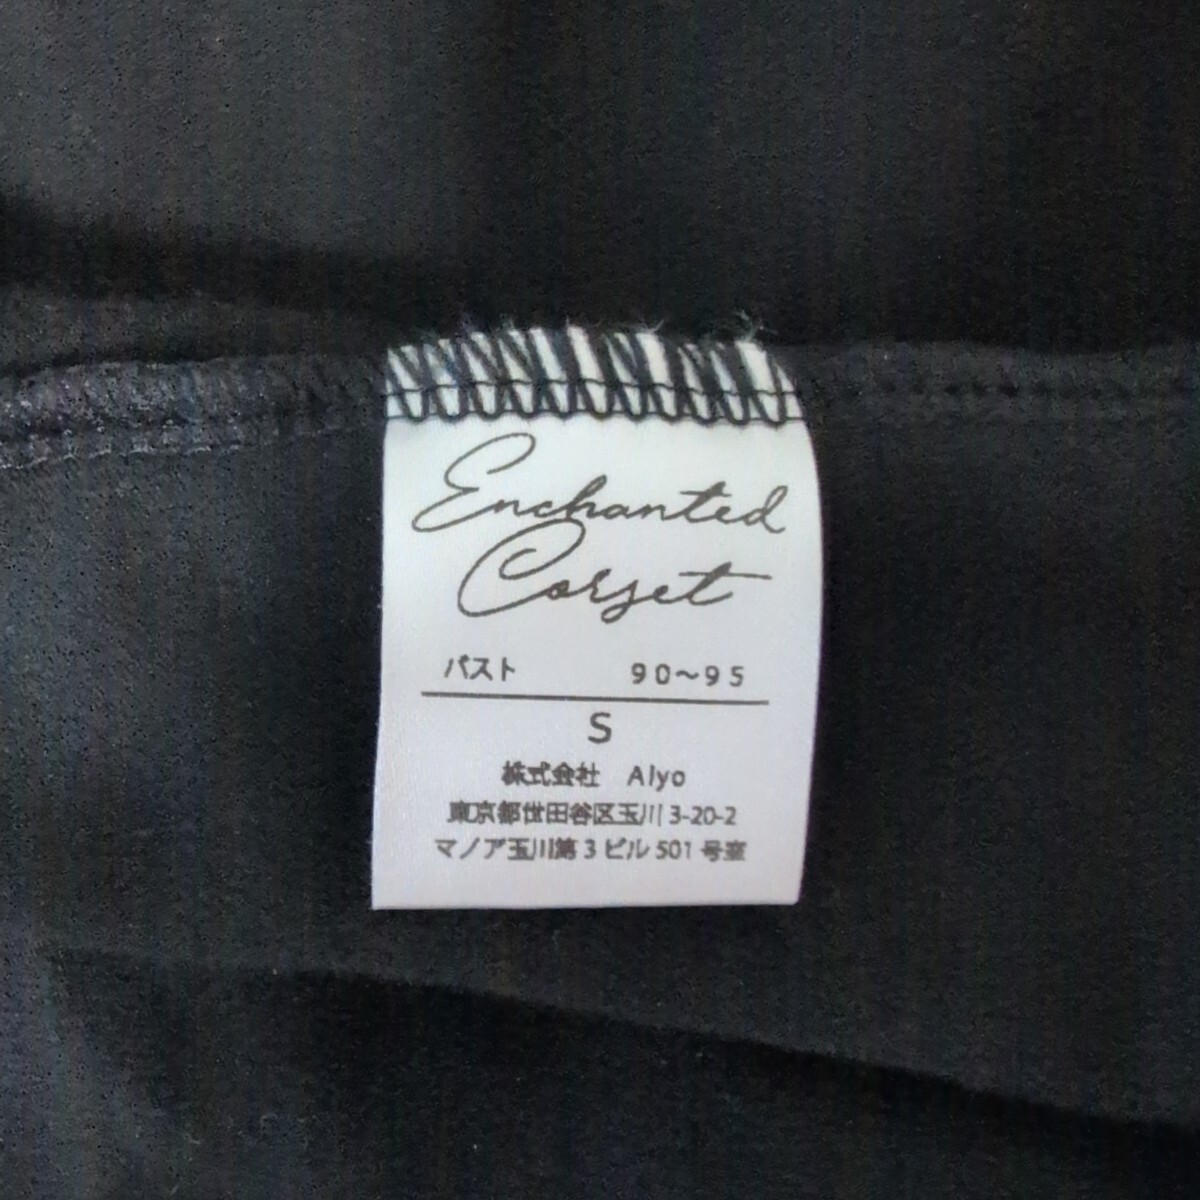 Enchanted
Corset
バスト 90～95
S
株式会社 Alyo
東京都世田谷区玉川 3-20-2
マノア玉川第 3 ビル 501 号室